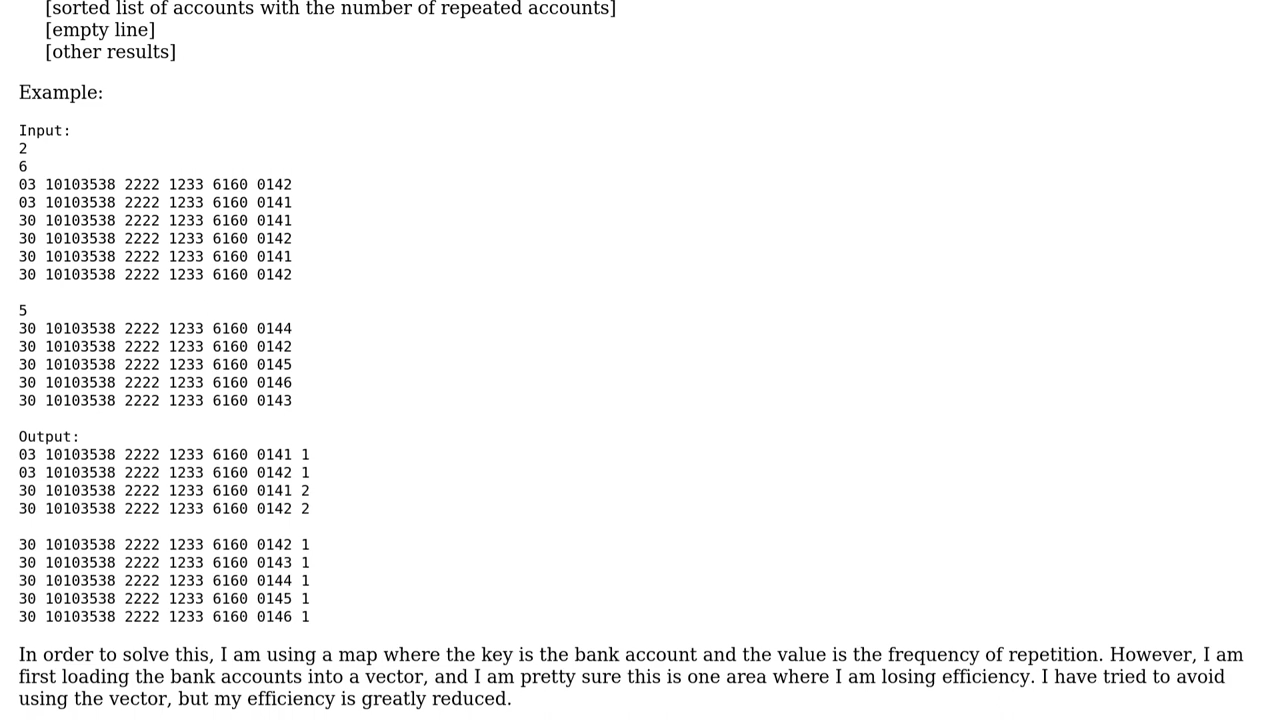 [sorted list of accounts with the number of repeated accounts]
[empty line]
[other results]
Example:
Input:
2
6
03 10103538 2222 1233 6160 0142
03 10103538 2222 1233 6160 0141
30 10103538 2222 1233 6160 0141
30 10103538 2222 1233 6160 0142
30 10103538 2222 1233 6160 0141
30 10103538 2222 1233 6160 0142
5
30 10103538 2222 1233 6160 0144
30 10103538 2222 1233 6160 0142
30 10103538 2222 1233 6160 0145
30 10103538 2222 1233 6160 0146
30 10103538 2222 1233 6160 0143
Output:
03 10103538 2222 1233 6160 0141 1
03 10103538 2222 1233 6160 0142 1
30 10103538 2222 1233 6160 0141 2
30 10103538 2222 1233 6160 0142 2
30 10103538 2222 1233 6160 0142 1
30 10103538 2222 1233 6160 0143 1
30 10103538 2222 1233 6160 0144 1
30 10103538 2222 1233 6160 0145 1
30 10103538 2222 1233 6160 0146 1
In order to solve this, I am using a map where the key is the bank account and the value is the frequency of repetition. However, I am
first loading the bank accounts into a vector, and I am pretty sure this is one area where I am losing efficiency. I have tried to avoid
using the vector, but my efficiency is greatly reduced.